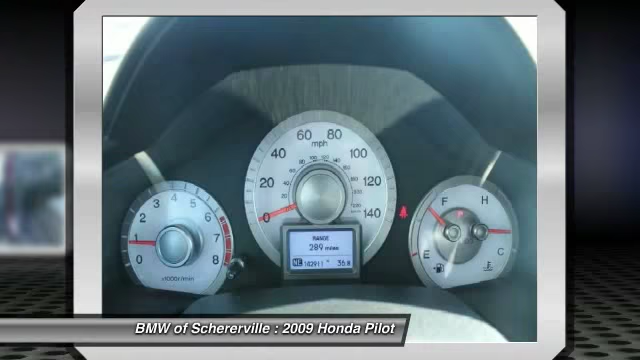 60 80
mph
40 100
20 120
0 140
1 2 3 4 5 6 7 8
x1000r/min
RANGE
289 miles
NE 182911 36.8
F H
E C
BMW of Schererville : 2009 Honda Pilot